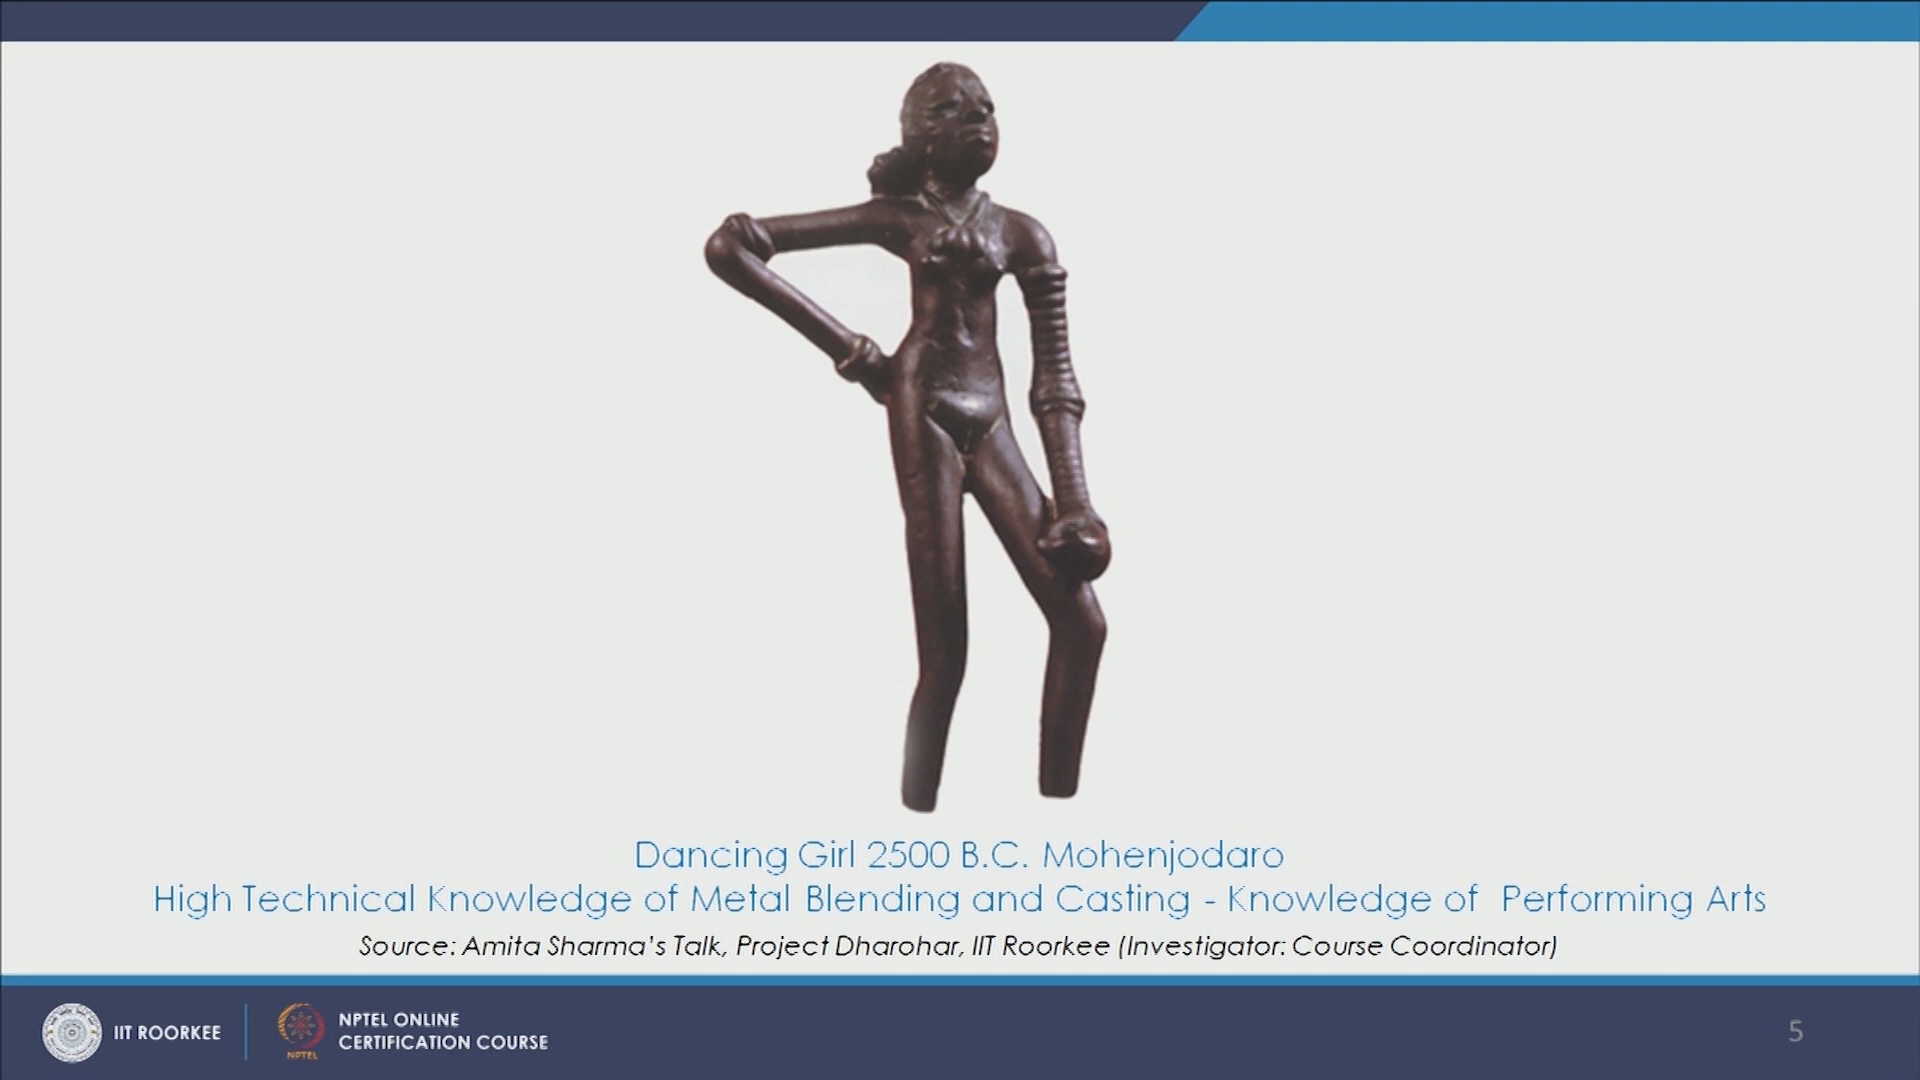 Dancing Girl 2500 B.C. Mohenjodaro
High Technical Knowledge of Metal Blending and Casting - Knowledge of Performing Arts
Source: Amita Sharma's Talk, Project Dharohar, IIT Roorkee (Investigator: Course Coordinator)
IIT ROORKEE
NPTEL
NPTEL ONLINE
CERTIFICATION COURSE
5